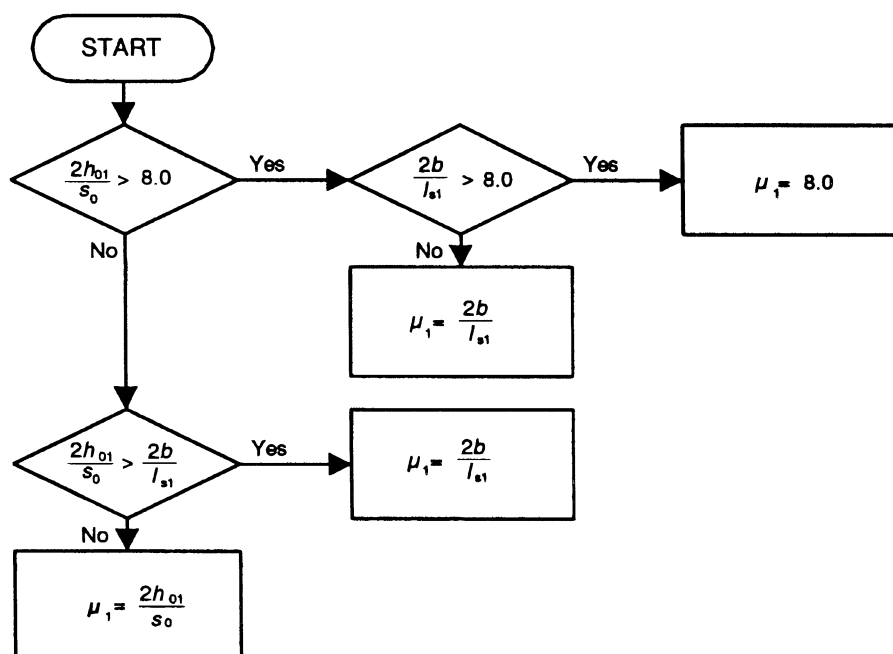 START
2h₀₁/s₀ > 8.0
Yes
2b/lₛ₁ > 8.0
Yes
μ₁= 8.0
No
No
μ₁= 2b/lₛ₁
2h₀₁/s₀ > 2b/lₛ₁
Yes
μ₁= 2b/lₛ₁
No
μ₁= 2h₀₁/s₀